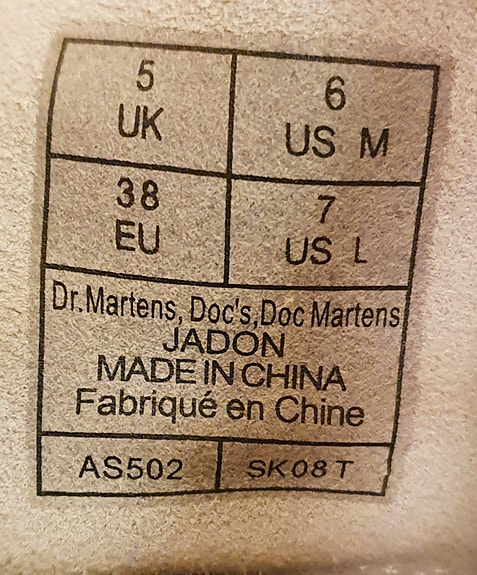 5
UK
6
US M
38
EU
7
US L
Dr.Martens, Doc's,Doc Martens
JADON
MADE IN CHINA
Fabriqué en Chine
AS502
SK08T